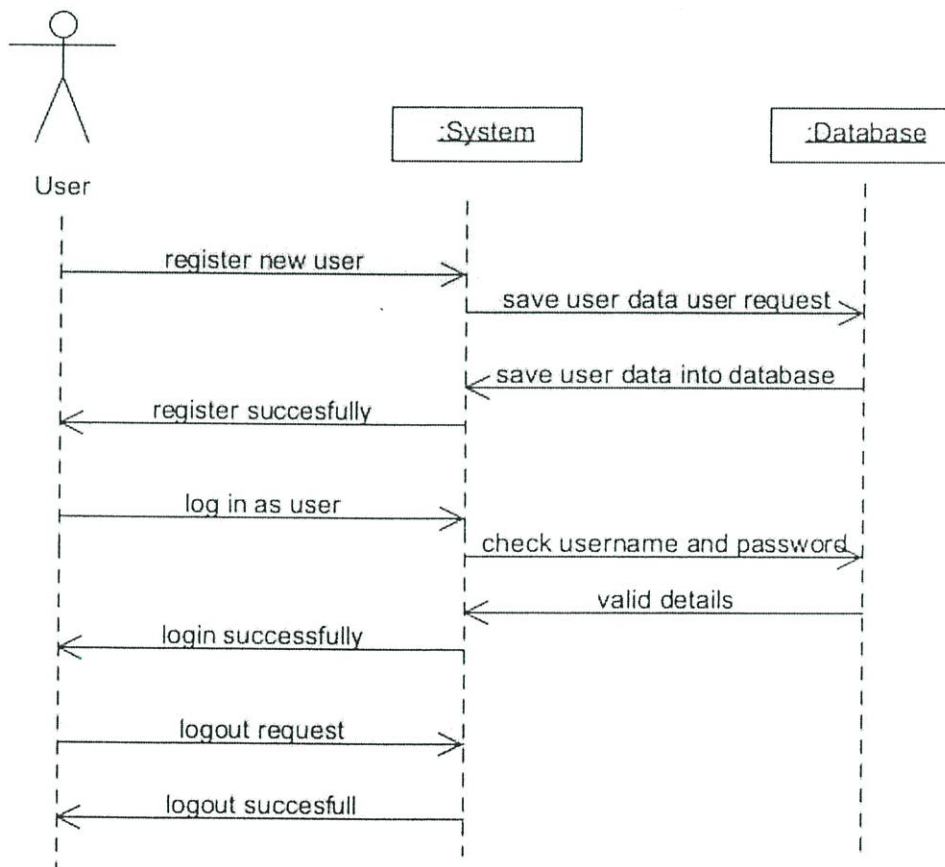 :System
:Database
User
register new user
save user data user request
save user data into database
register succesfully
log in as user
check username and password
valid details
login successfully
logout request
logout succesfull